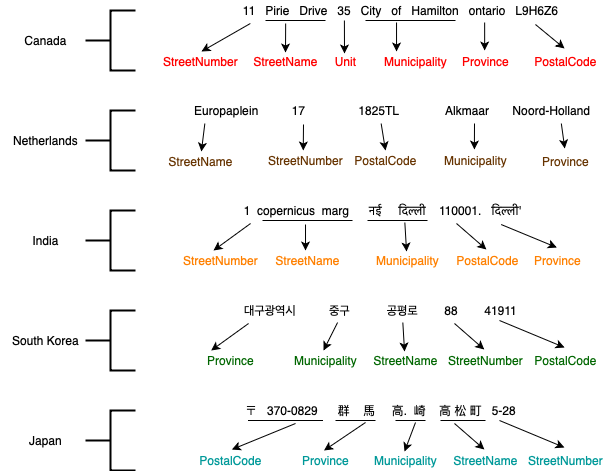 11 Pirie Drive 35 City of Hamilton ontario L9H6Z6
Canada
StreetNumber StreetName Unit Municipality Province PostalCode
Europaplein 17 1825TL Alkmaar Noord-Holland
Netherlands
StreetName StreetNumber PostalCode Municipality Province
1 copernicus marg नई दिल्ली 110001. दिल्ली'
India
StreetNumber StreetName Municipality PostalCode Province
대구광역시 중구 공평로 88 41911
South Korea
Province Municipality StreetName StreetNumber PostalCode
〒 370-0829 群 馬 高. 崎 高 松 町 5-28
Japan
PostalCode Province Municipality StreetName StreetNumber